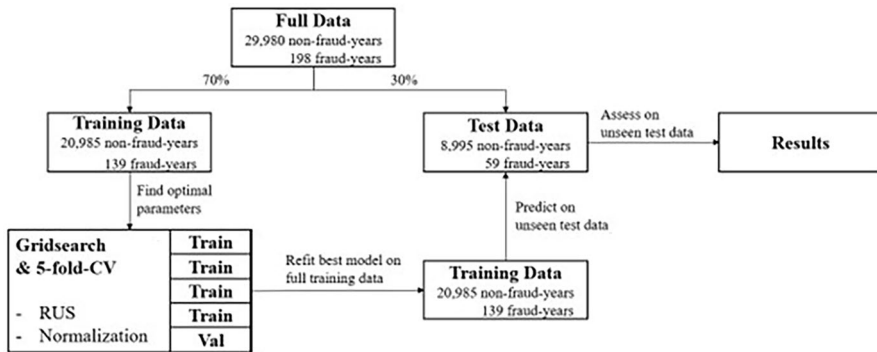 Full Data
29,980 non-fraud-years
198 fraud-years
70%
30%
Training Data
20,985 non-fraud-years
139 fraud-years
Test Data
8,995 non-fraud-years
59 fraud-years
Assess on
unseen test data
Results
Find optimal
parameters
Predict on
unseen test data
Gridsearch
& 5-fold-CV
- RUS
- Normalization
Train
Train
Train
Train
Val
Refit best model on
full training data
Training Data
20,985 non-fraud-years
139 fraud-years